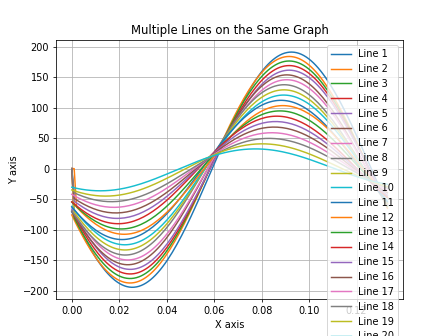 Multiple Lines on the Same Graph
Y axis
200
150
100
50
0
−50
−100
−150
−200
0.00
0.02
0.04
0.06
0.08
0.10
X axis
Line 1
Line 2
Line 3
Line 4
Line 5
Line 6
Line 7
Line 8
Line 9
Line 10
Line 11
Line 12
Line 13
Line 14
Line 15
Line 16
Line 17
Line 18
Line 19
Line 20